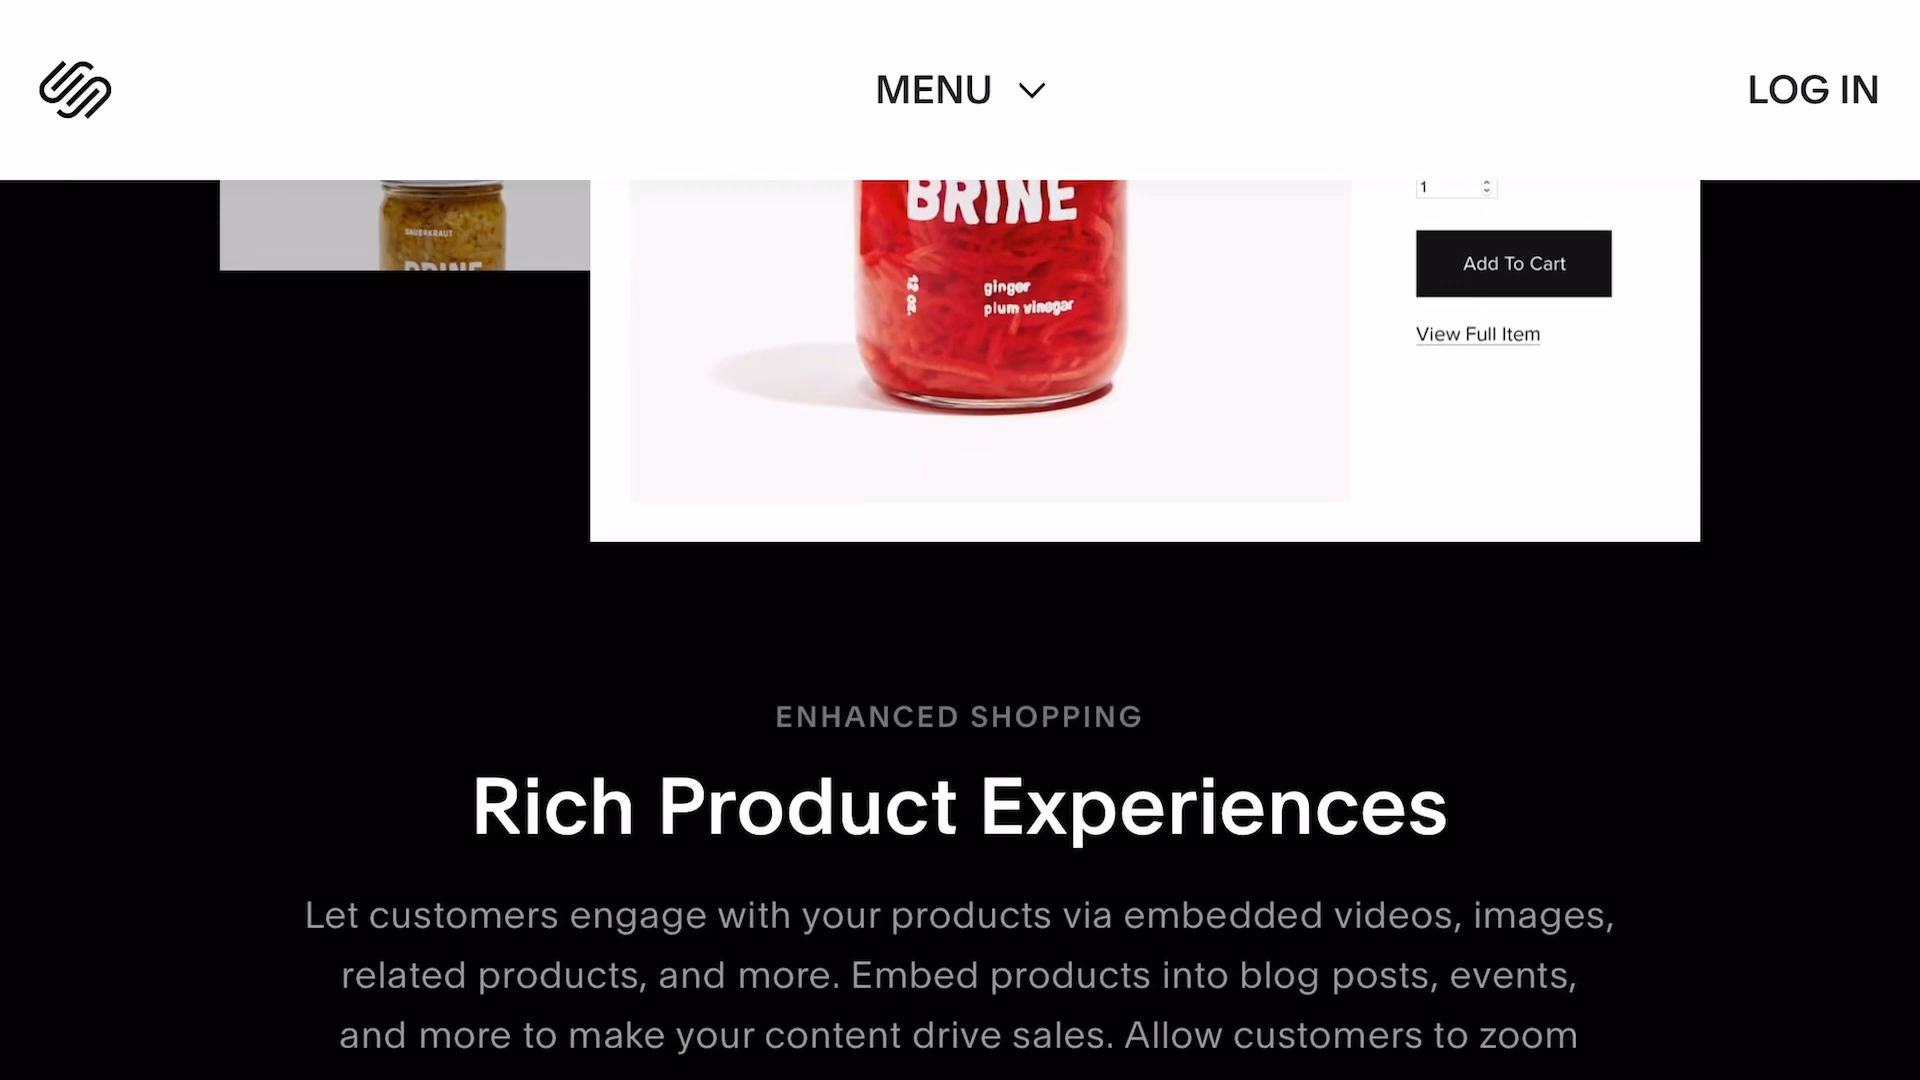 MENU
LOG IN
SAUERKRAUT
BRINE
BRINE
12 OZ.
ginger
plum vinegar
1
Add To Cart
View Full Item
ENHANCED SHOPPING
Rich Product Experiences
Let customers engage with your products via embedded videos, images,
related products, and more. Embed products into blog posts, events,
and more to make your content drive sales. Allow customers to zoom